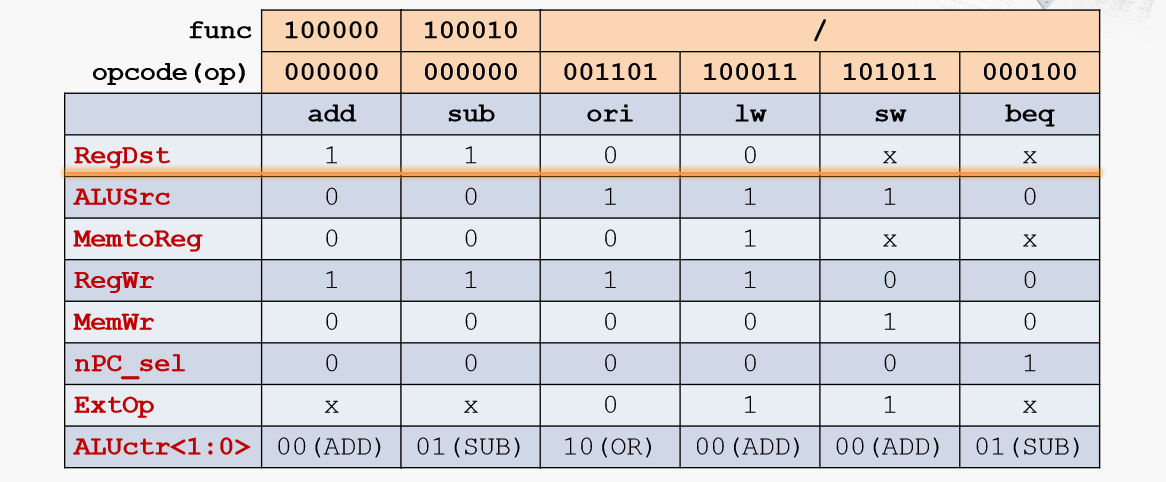 func 100000 100010 /
opcode(op) 000000 000000 001101 100011 101011 000100
add sub ori lw sw beq
RegDst 1 1 0 0 x x
ALUSrc 0 0 1 1 1 0
MemtoReg 0 0 0 1 x x
RegWr 1 1 1 1 0 0
MemWr 0 0 0 0 1 0
nPC_sel 0 0 0 0 0 1
ExtOp x x 0 1 1 x
ALUctr<1:0> 00(ADD) 01(SUB) 10(OR) 00(ADD) 00(ADD) 01(SUB)